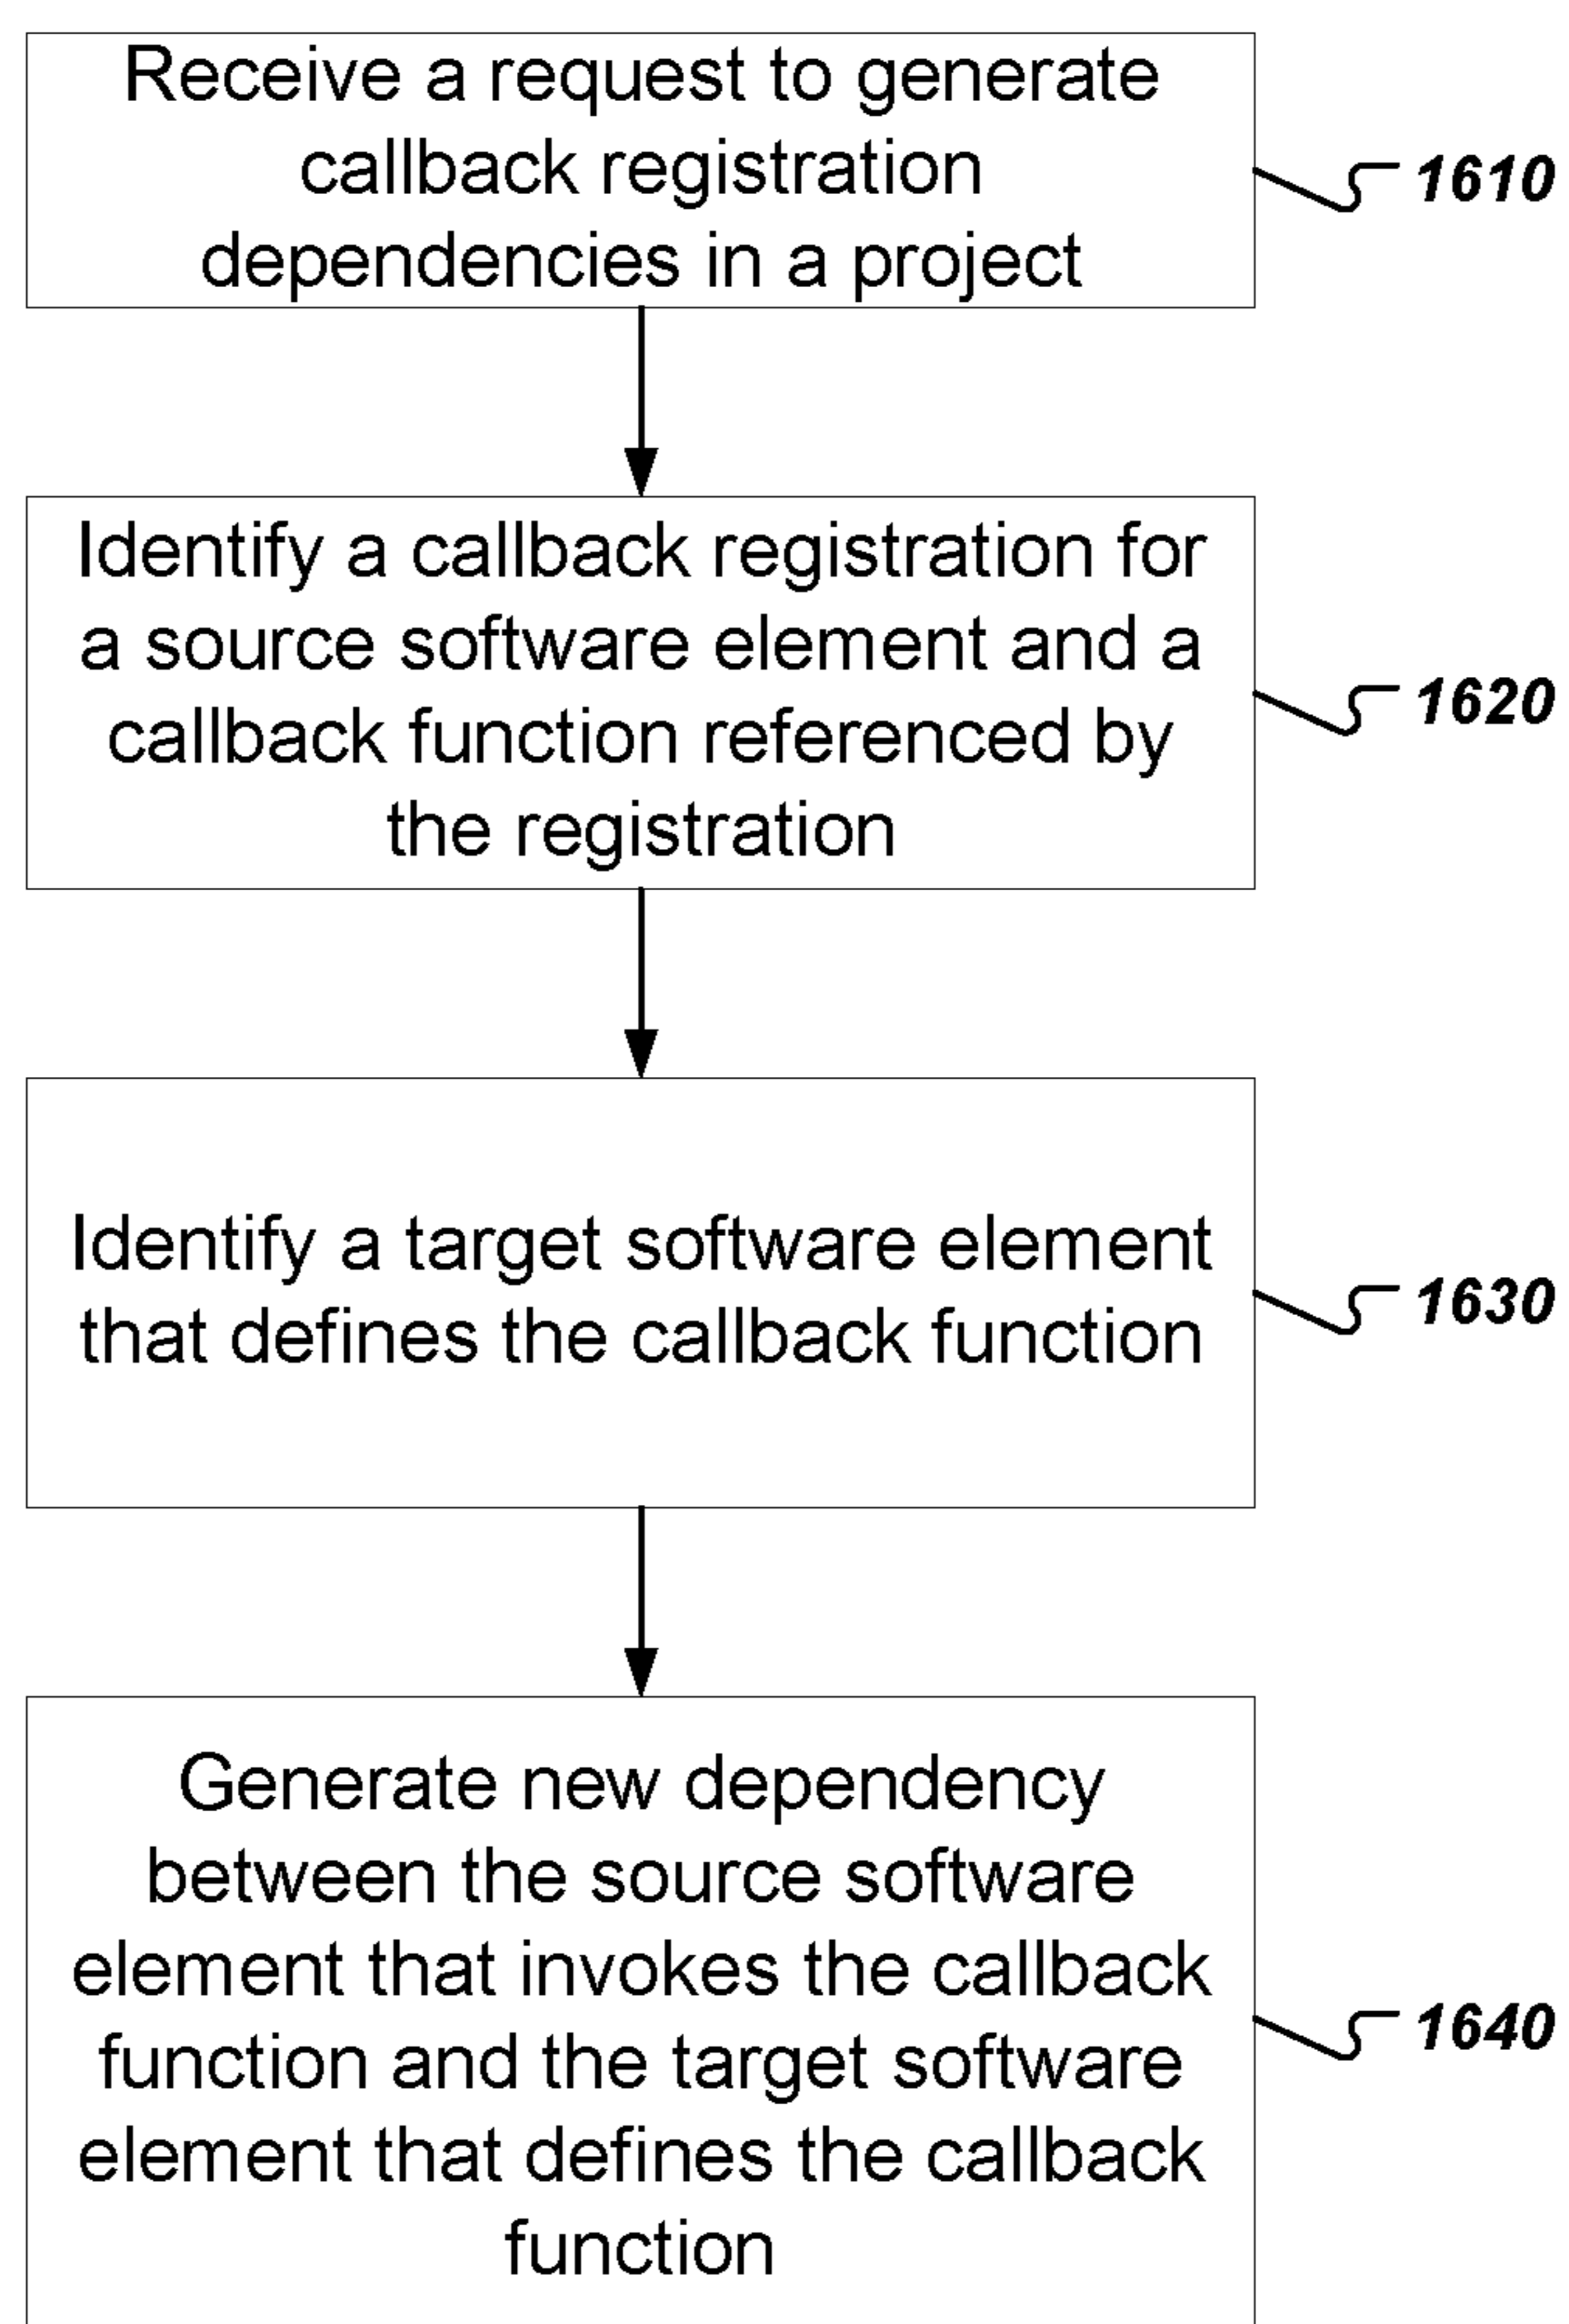 Receive a request to generate
callback registration
dependencies in a project
1610
Identify a callback registration for
a source software element and a
callback function referenced by
the registration
1620
Identify a target software element
that defines the callback function
1630
Generate new dependency
between the source software
element that invokes the callback
function and the target software
element that defines the callback
function
1640